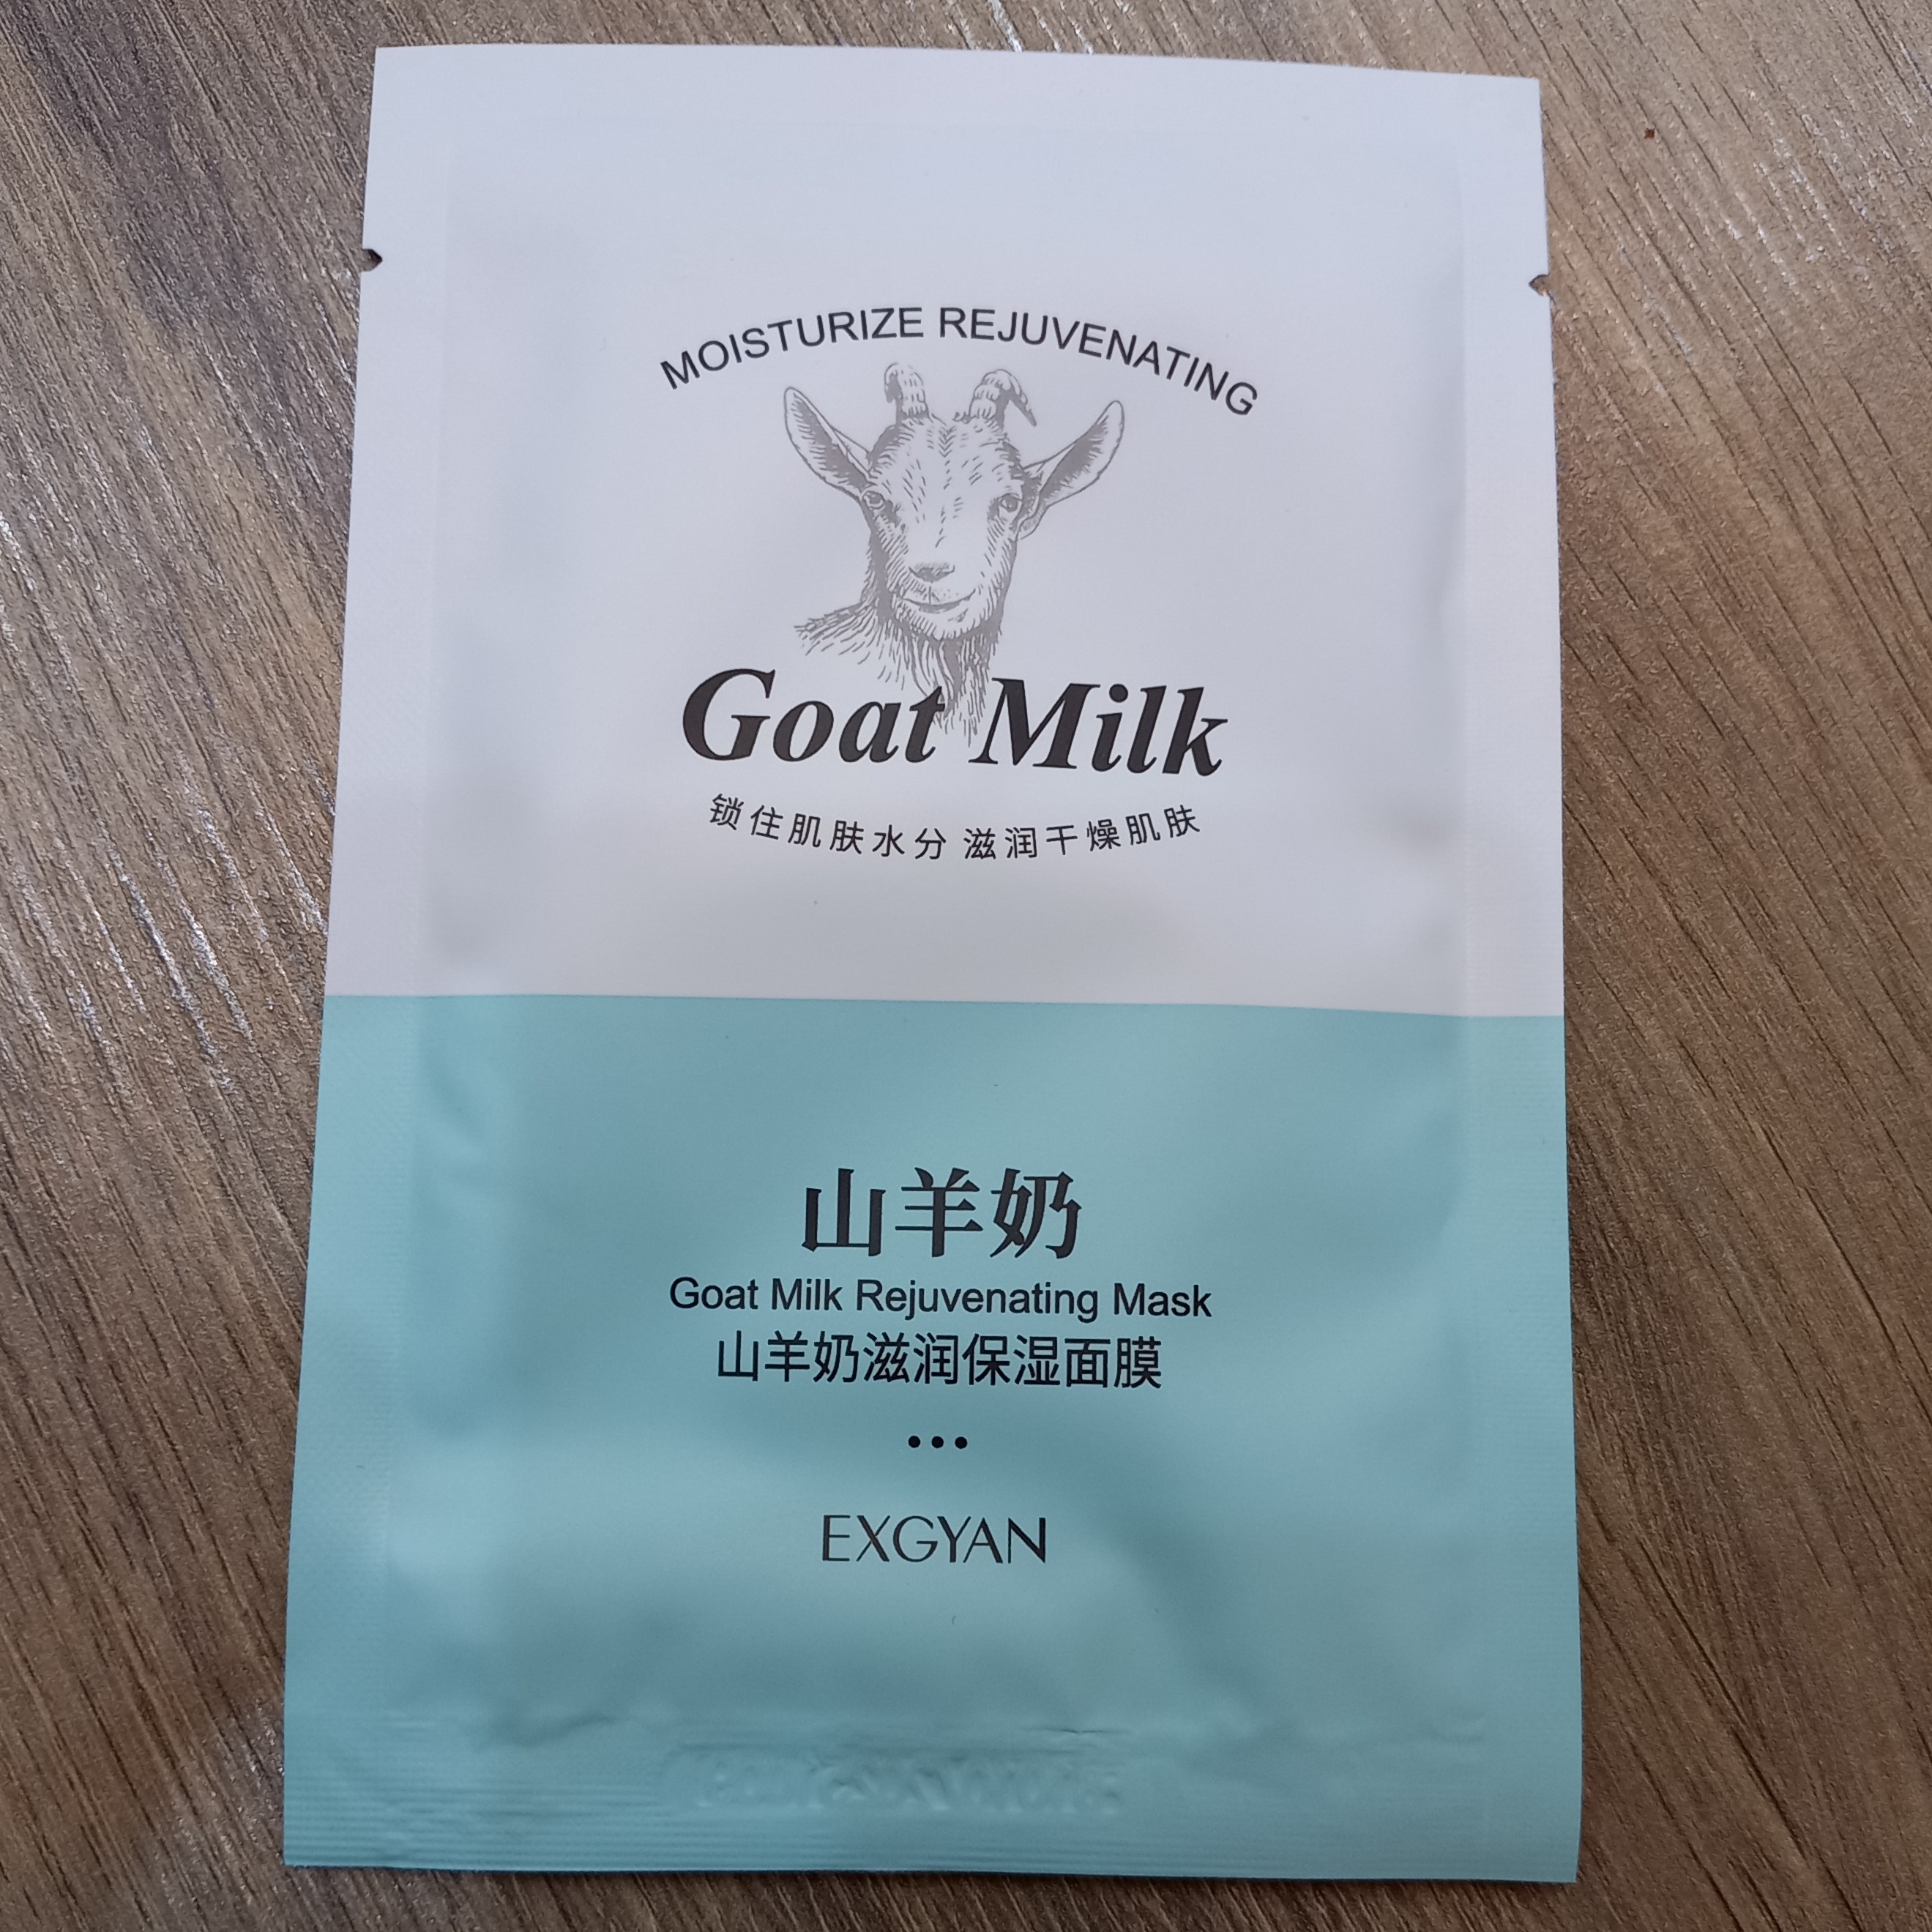 MOISTURIZE REJUVENATING
Goat Milk
锁住肌肤水分 滋润干燥肌肤
山羊奶
Goat Milk Rejuvenating Mask
山羊奶滋润保湿面膜
•••
EXGYAN